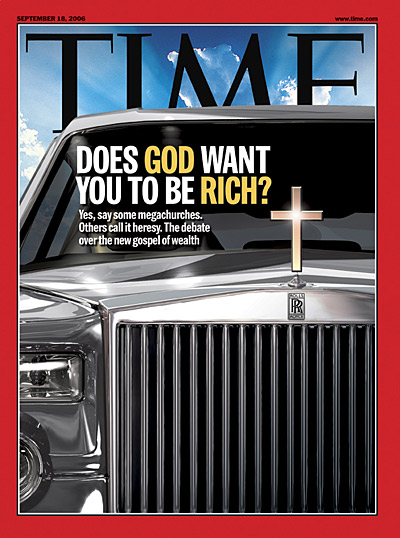 SEPTEMBER 18, 2006
www.time.com
TIME
DOES GOD WANT
YOU TO BE RICH?
Yes, say some megachurches.
Others call it heresy. The debate
over the new gospel of wealth
RR